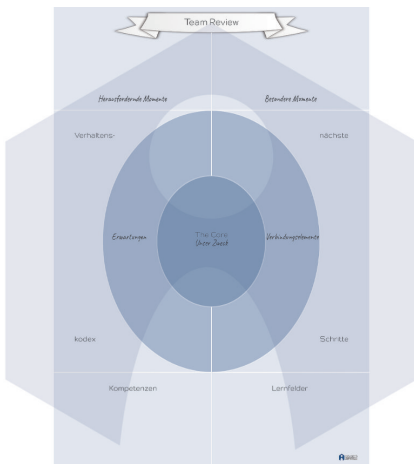 Team Review
Herausfordernde Momente
Besondere Momente
Verhaltens-
nächste
Erwartungen
The Core
Unser Zweck
Verbindungselemente
kodex
Schritte
Kompetenzen
Lernfelder